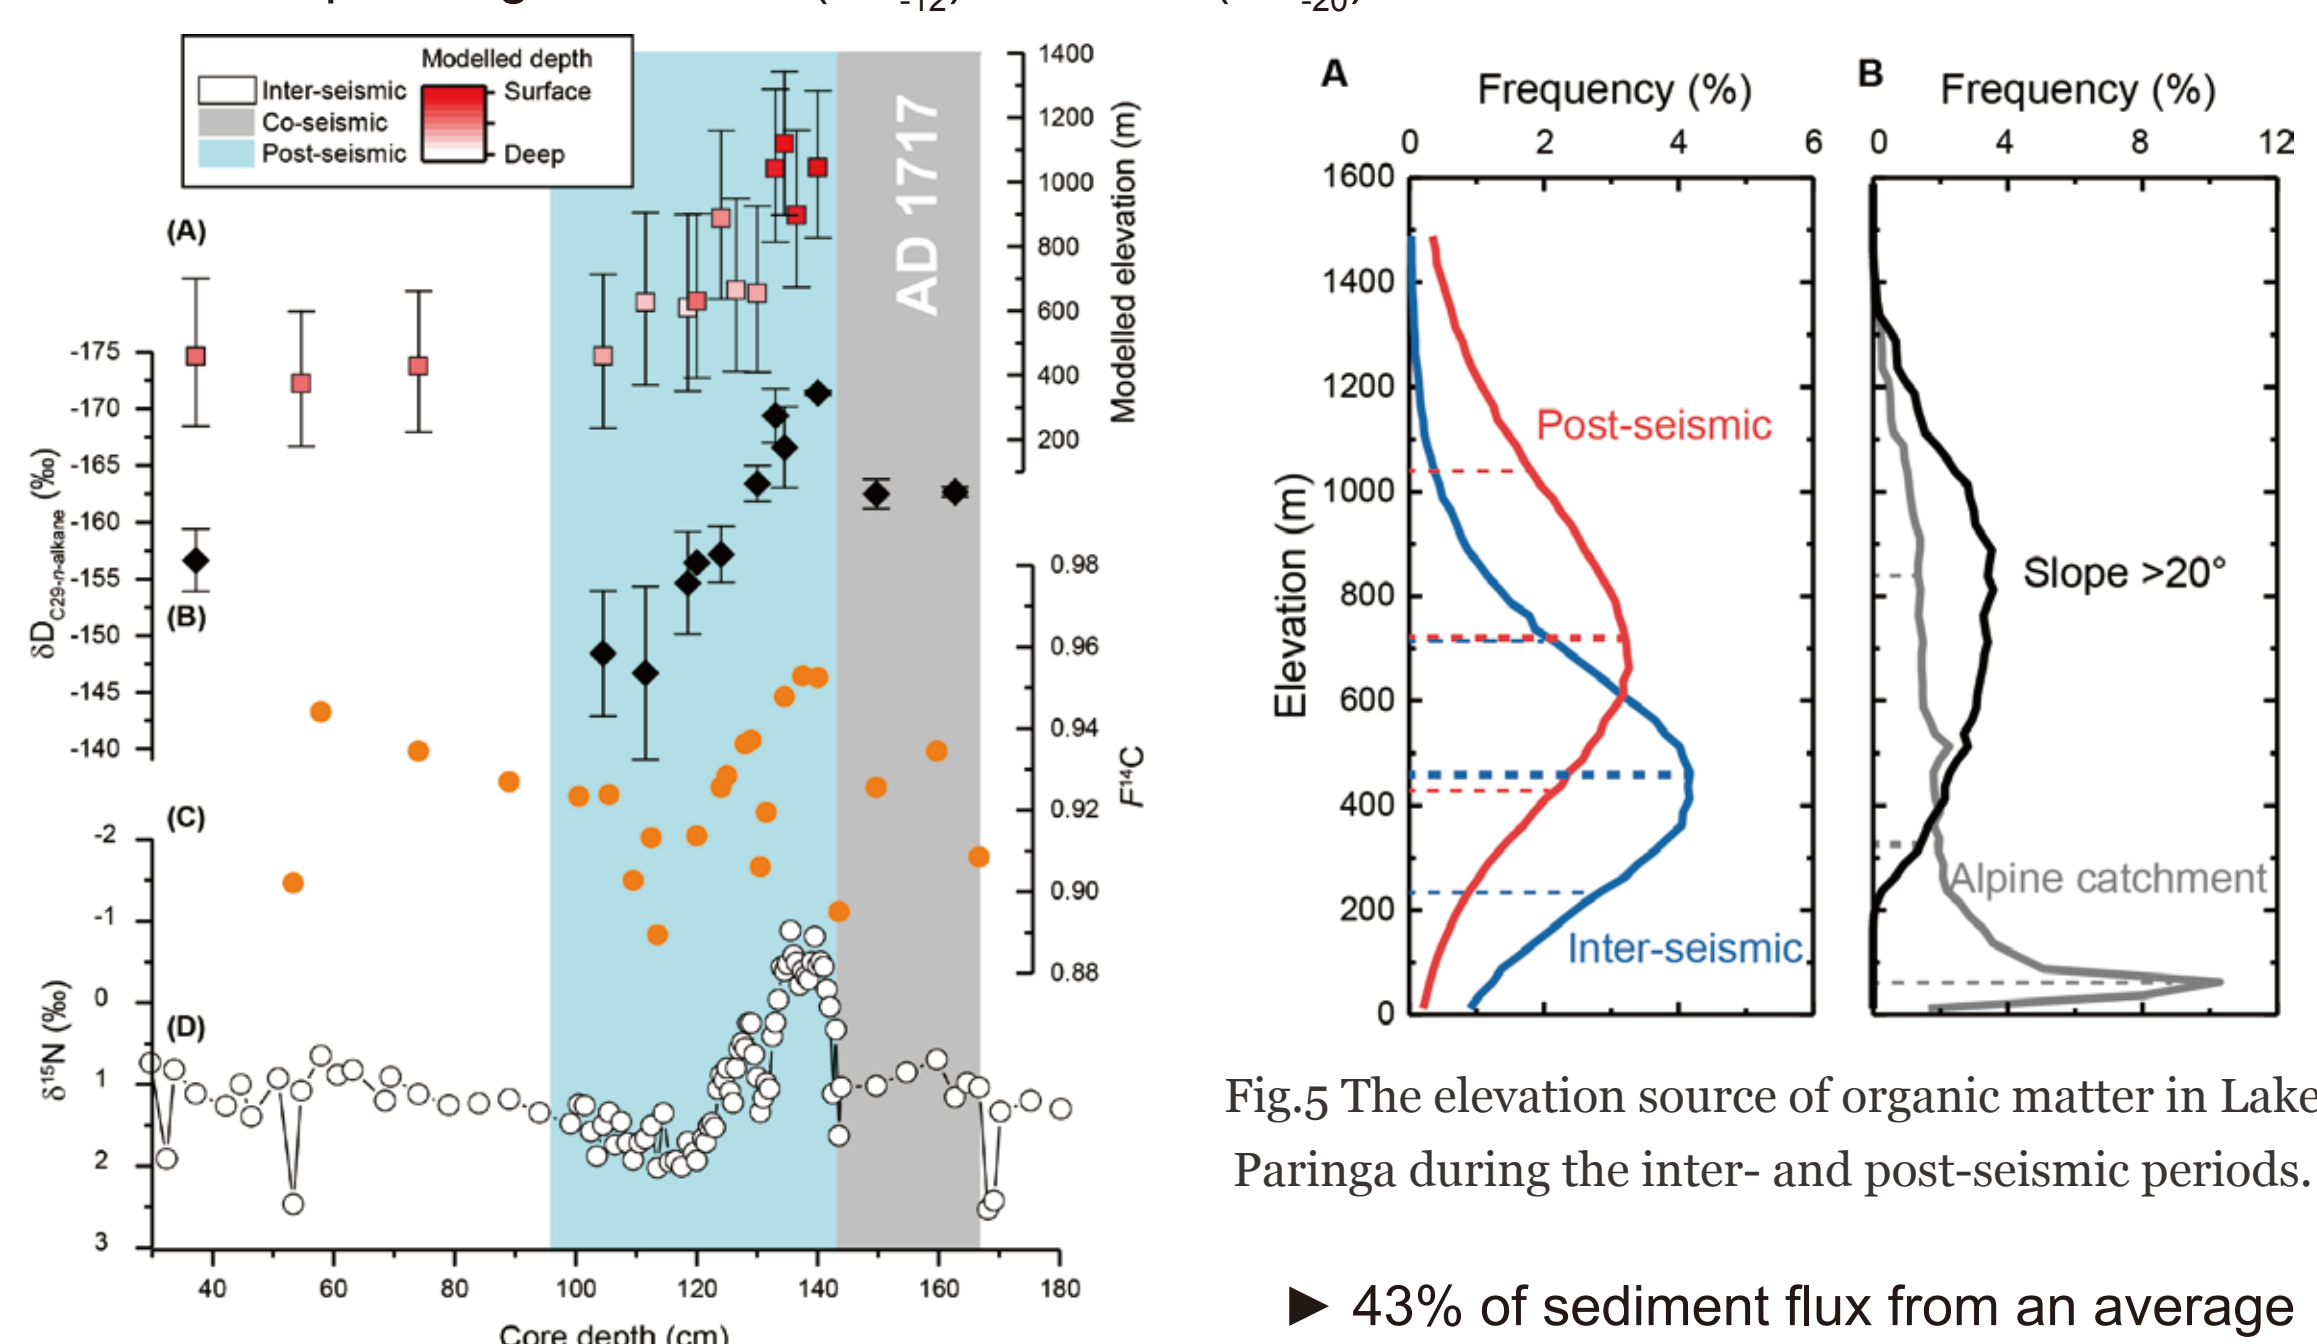 -12) -20)
Inter-seismic
Co-seismic
Post-seismic
Modelled depth
Surface
Deep
AD 1717
(A)
(B)
(C)
(D)
1400
1200
1000
800
600
400
200
Modelled elevation (m)
-175
-170
-165
-160
-155
-150
-145
-140
δD C29-n-alkane (‰)
0.98
0.96
0.94
0.92
0.90
0.88
F14C
-2
-1
0
1
2
3
δ15N (‰)
40 60 80 100 120 140 160 180
Core depth (cm)
A Frequency (%)
0 2 4 6
1600
1400
1200
1000
800
600
400
200
0
Elevation (m)
Post-seismic
Inter-seismic
B Frequency (%)
0 4 8 12
Slope >20°
Alpine catchment
Fig.5 The elevation source of organic matter in Lake
Paringa during the inter- and post-seismic periods.
► 43% of sediment flux from an average